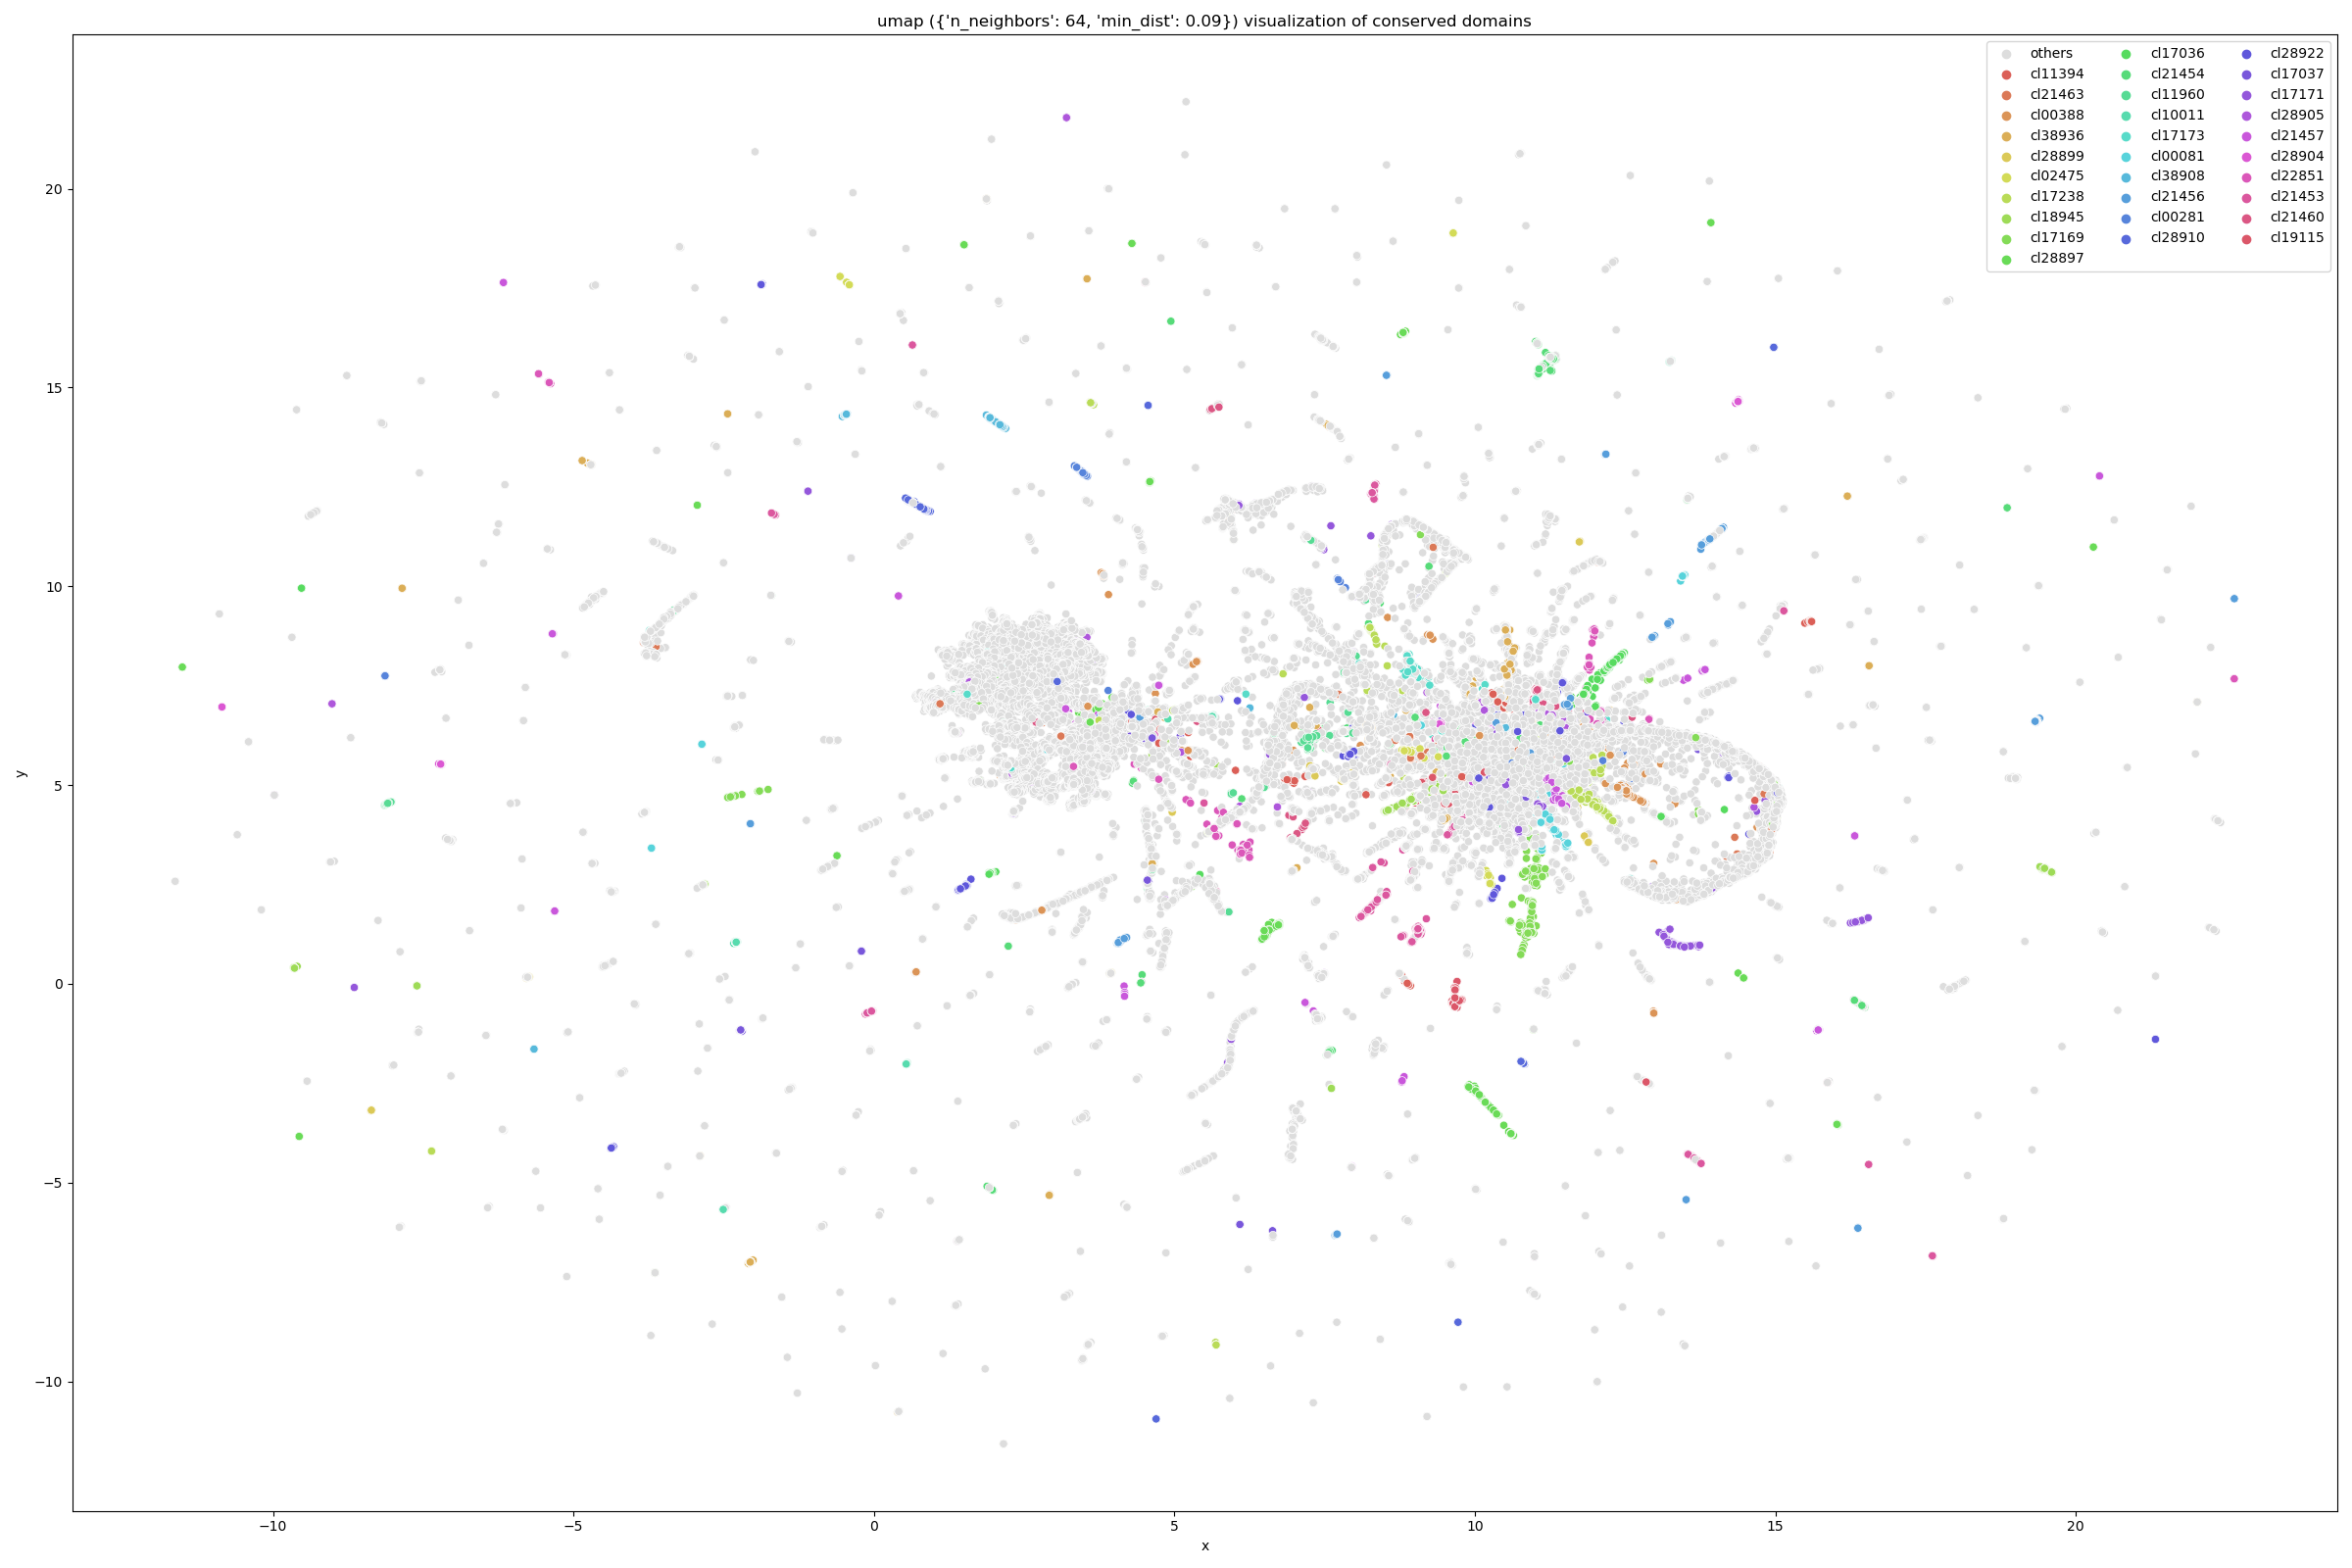 umap ({'n_neighbors': 64, 'min_dist': 0.09}) visualization of conserved domains
others
cl11394
cl21463
cl00388
cl38936
cl28899
cl02475
cl17238
cl18945
cl17169
cl28897
cl17036
cl21454
cl11960
cl10011
cl17173
cl00081
cl38908
cl21456
cl00281
cl28910
cl28922
cl17037
cl17171
cl28905
cl21457
cl28904
cl22851
cl21453
cl21460
cl19115
y
20
15
10
5
0
−5
−10
−10
−5
0
5
10
15
20
x